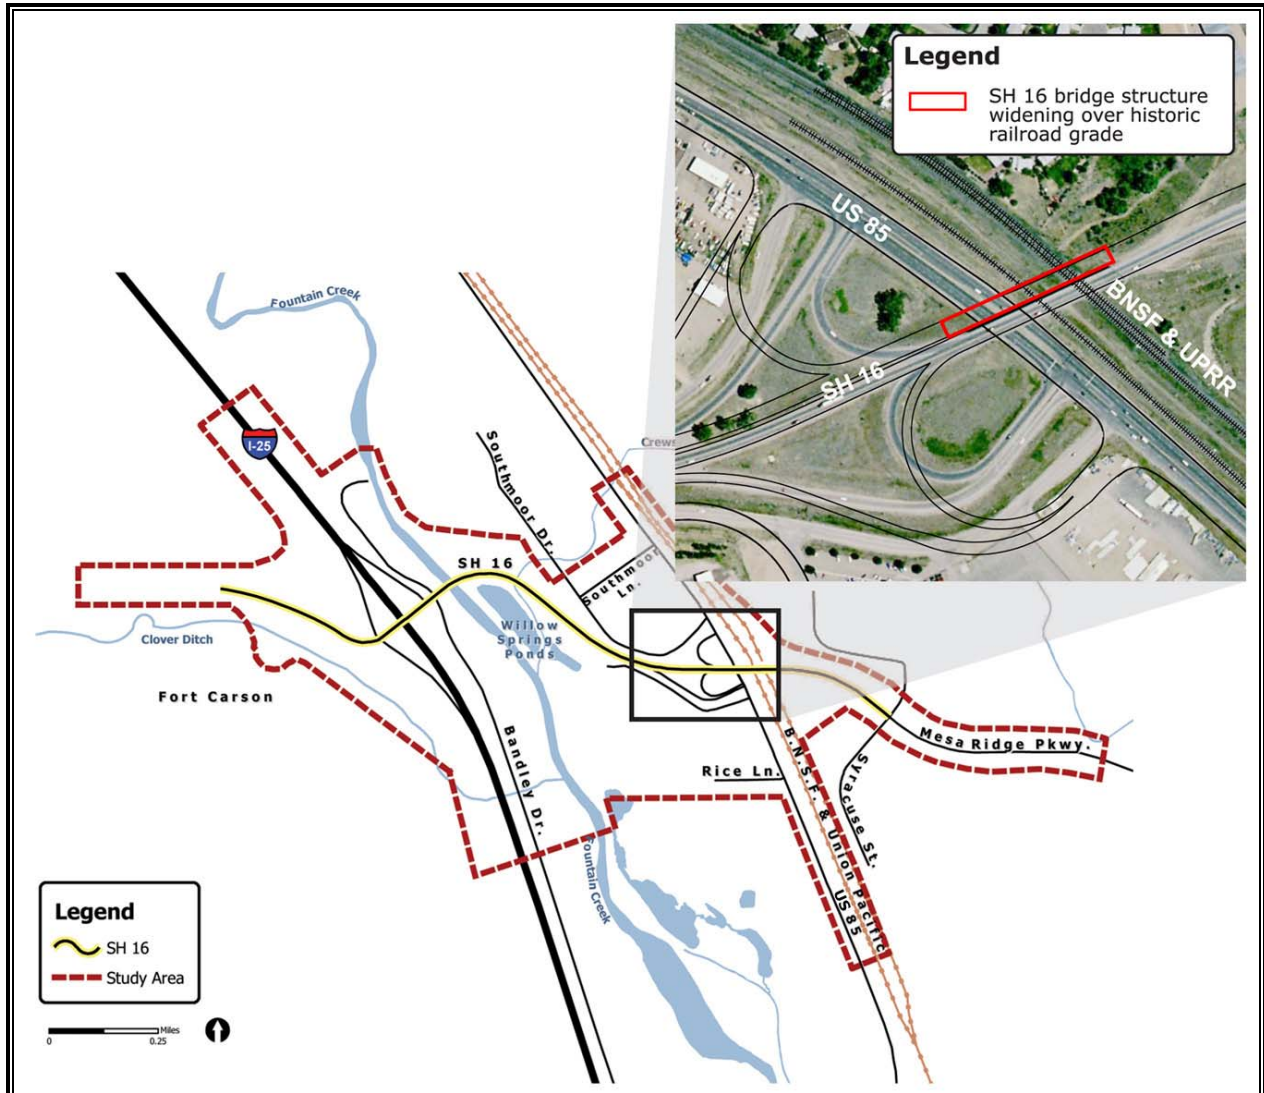 Legend
SH 16 bridge structure
widening over historic
railroad grade
US 85
BNSF & UPRR
SH 16
Fountain Creek
I-25
Southmoor Dr.
Crews
SH 16
Southmoor
Ln.
Willow
Springs
Ponds
Clover Ditch
Fort Carson
Bandley Dr.
Rice Ln.
Mesa Ridge Pkwy.
Syracuse St.
B.N.S.F. & Union Pacific
US 85
Fountain Creek
Legend
SH 16
Study Area
Miles
0
0.25